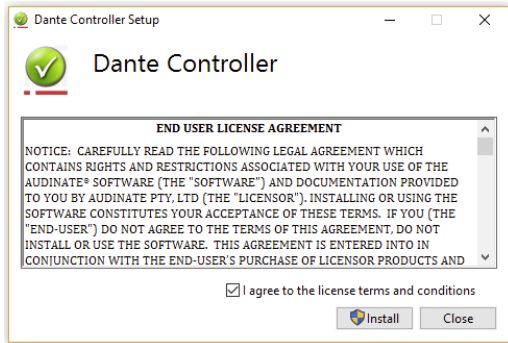 Dante Controller Setup
Dante Controller
END USER LICENSE AGREEMENT
NOTICE: CAREFULLY READ THE FOLLOWING LEGAL AGREEMENT WHICH
CONTAINS RIGHTS AND RESTRICTIONS ASSOCIATED WITH YOUR USE OF THE
AUDINATE® SOFTWARE (THE "SOFTWARE") AND DOCUMENTATION PROVIDED
TO YOU BY AUDINATE PTY, LTD (THE "LICENSOR"). INSTALLING OR USING THE
SOFTWARE CONSTITUTES YOUR ACCEPTANCE OF THESE TERMS. IF YOU (THE
"END-USER") DO NOT AGREE TO THE TERMS OF THIS AGREEMENT, DO NOT
INSTALL OR USE THE SOFTWARE. THIS AGREEMENT IS ENTERED INTO IN
CONJUNCTION WITH THE END-USER'S PURCHASE OF LICENSOR PRODUCTS AND
I agree to the license terms and conditions
Install Close